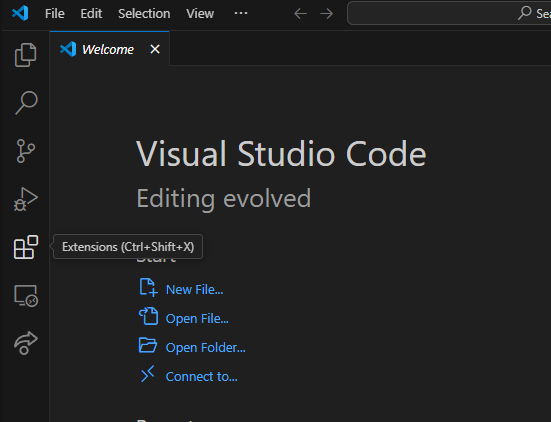 File Edit Selection View ··· Sea
Welcome
Visual Studio Code
Editing evolved
Extensions (Ctrl+Shift+X)
Start
New File...
Open File...
Open Folder...
Connect to...